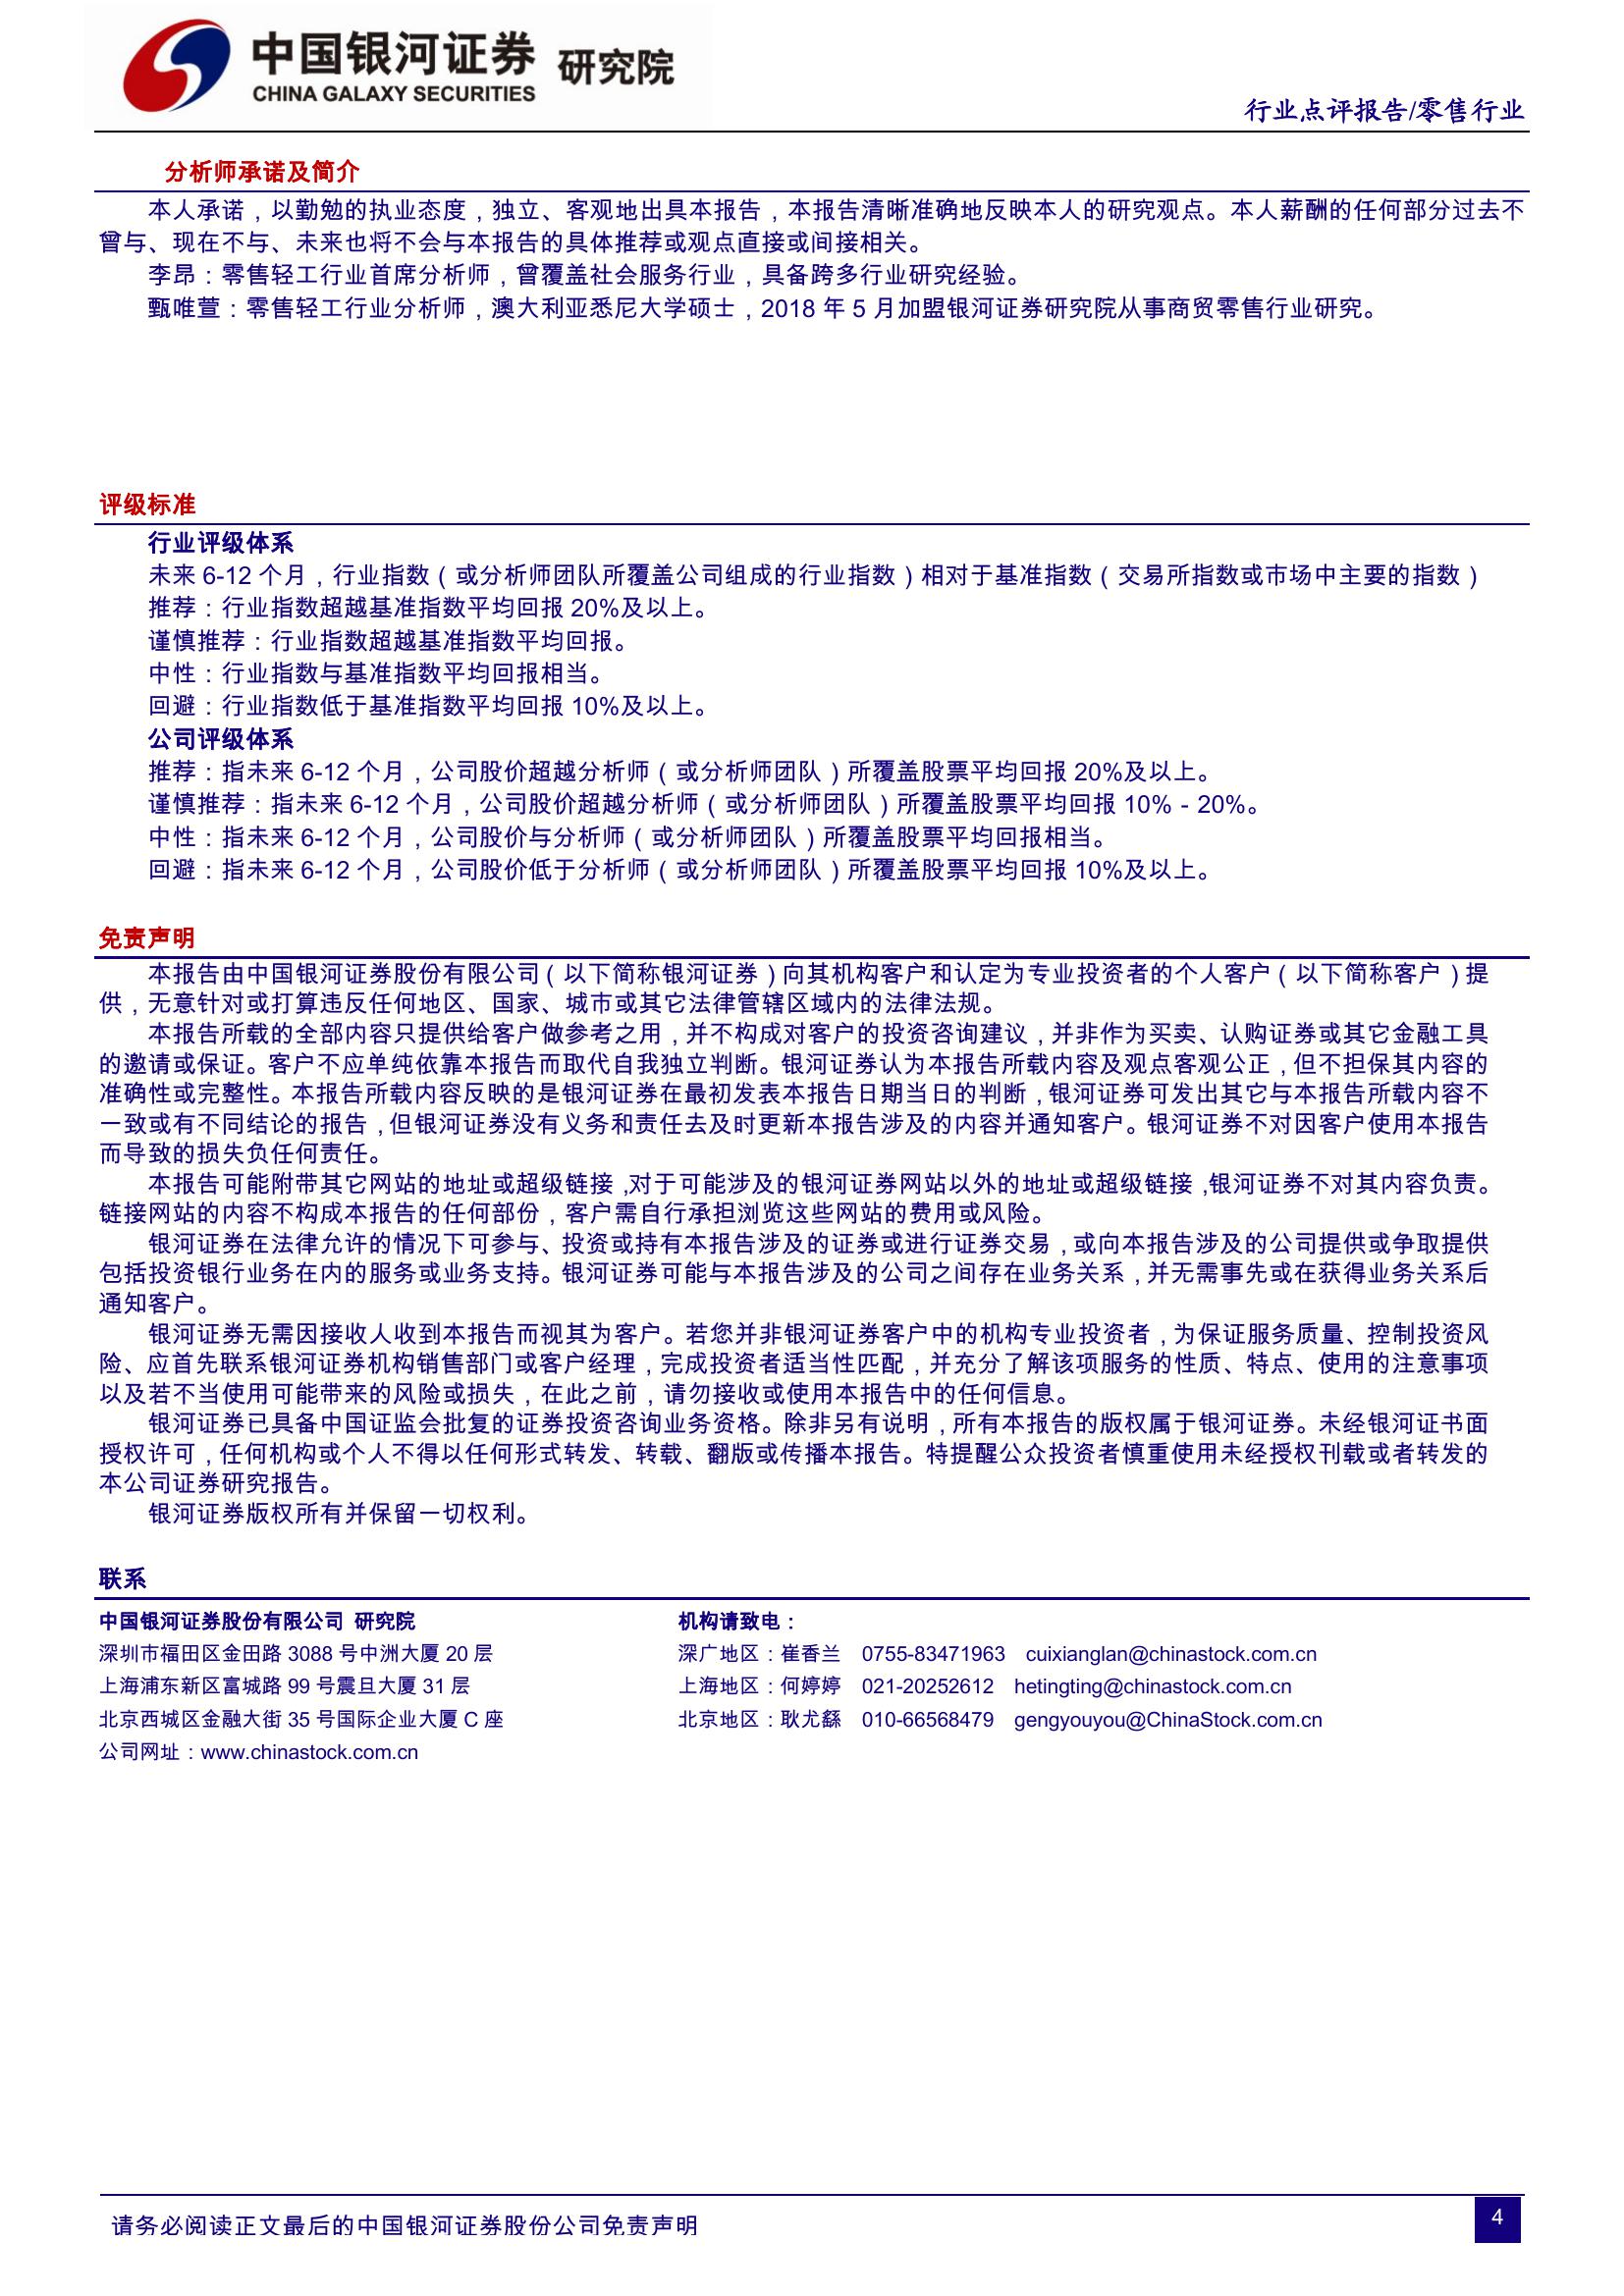 中国银河证券 研究院
CHINA GALAXY SECURITIES
行业点评报告/零售行业
分析师承诺及简介
本人承诺，以勤勉的执业态度，独立、客观地出具本报告，本报告清晰准确地反映本人的研究观点。本人薪酬的任何部分过去不
曾与、现在不与、未来也将不会与本报告的具体推荐或观点直接或间接相关。
李昂：零售轻工行业首席分析师，曾覆盖社会服务行业，具备跨多行业研究经验。
甄唯萱：零售轻工行业分析师，澳大利亚悉尼大学硕士，2018 年 5 月加盟银河证券研究院从事商贸零售行业研究。
评级标准
行业评级体系
未来 6-12 个月，行业指数（或分析师团队所覆盖公司组成的行业指数）相对于基准指数（交易所指数或市场中主要的指数）
推荐：行业指数超越基准指数平均回报 20%及以上。
谨慎推荐：行业指数超越基准指数平均回报。
中性：行业指数与基准指数平均回报相当。
回避：行业指数低于基准指数平均回报 10%及以上。
公司评级体系
推荐：指未来 6-12 个月，公司股价超越分析师（或分析师团队）所覆盖股票平均回报 20%及以上。
谨慎推荐：指未来 6-12 个月，公司股价超越分析师（或分析师团队）所覆盖股票平均回报 10%－20%。
中性：指未来 6-12 个月，公司股价与分析师（或分析师团队）所覆盖股票平均回报相当。
回避：指未来 6-12 个月，公司股价低于分析师（或分析师团队）所覆盖股票平均回报 10%及以上。
免责声明
本报告由中国银河证券股份有限公司（以下简称银河证券）向其机构客户和认定为专业投资者的个人客户（以下简称客户）提
供，无意针对或打算违反任何地区、国家、城市或其它法律管辖区域内的法律法规。
本报告所载的全部内容只提供给客户做参考之用，并不构成对客户的投资咨询建议，并非作为买卖、认购证券或其它金融工具
的邀请或保证。客户不应单纯依靠本报告而取代自我独立判断。银河证券认为本报告所载内容及观点客观公正，但不担保其内容的
准确性或完整性。本报告所载内容反映的是银河证券在最初发表本报告日期当日的判断，银河证券可发出其它与本报告所载内容不
一致或有不同结论的报告，但银河证券没有义务和责任去及时更新本报告涉及的内容并通知客户。银河证券不对因客户使用本报告
而导致的损失负任何责任。
本报告可能附带其它网站的地址或超级链接，对于可能涉及的银河证券网站以外的地址或超级链接，银河证券不对其内容负责。
链接网站的内容不构成本报告的任何部份，客户需自行承担浏览这些网站的费用或风险。
银河证券在法律允许的情况下可参与、投资或持有本报告涉及的证券或进行证券交易，或向本报告涉及的公司提供或争取提供
包括投资银行业务在内的服务或业务支持。银河证券可能与本报告涉及的公司之间存在业务关系，并无需事先或在获得业务关系后
通知客户。
银河证券无需因接收人收到本报告而视其为客户。若您并非银河证券客户中的机构专业投资者，为保证服务质量、控制投资风
险、应首先联系银河证券机构销售部门或客户经理，完成投资者适当性匹配，并充分了解该项服务的性质、特点、使用的注意事项
以及若不当使用可能带来的风险或损失，在此之前，请勿接收或使用本报告中的任何信息。
银河证券已具备中国证监会批复的证券投资咨询业务资格。除非另有说明，所有本报告的版权属于银河证券。未经银河证书面
授权许可，任何机构或个人不得以任何形式转发、转载、翻版或传播本报告。特提醒公众投资者慎重使用未经授权刊载或者转发的
本公司证券研究报告。
银河证券版权所有并保留一切权利。
联系
中国银河证券股份有限公司 研究院 机构请致电：
深圳市福田区金田路 3088 号中洲大厦 20 层 深广地区：崔香兰 0755-83471963 cuixianglan@chinastock.com.cn
上海浦东新区富城路 99 号震旦大厦 31 层 上海地区：何婷婷 021-20252612 hetingting@chinastock.com.cn
北京西城区金融大街 35 号国际企业大厦 C 座 北京地区：耿尤繇 010-66568479 gengyouyou@ChinaStock.com.cn
公司网址：www.chinastock.com.cn
请务必阅读正文最后的中国银河证券股份公司免责声明
4